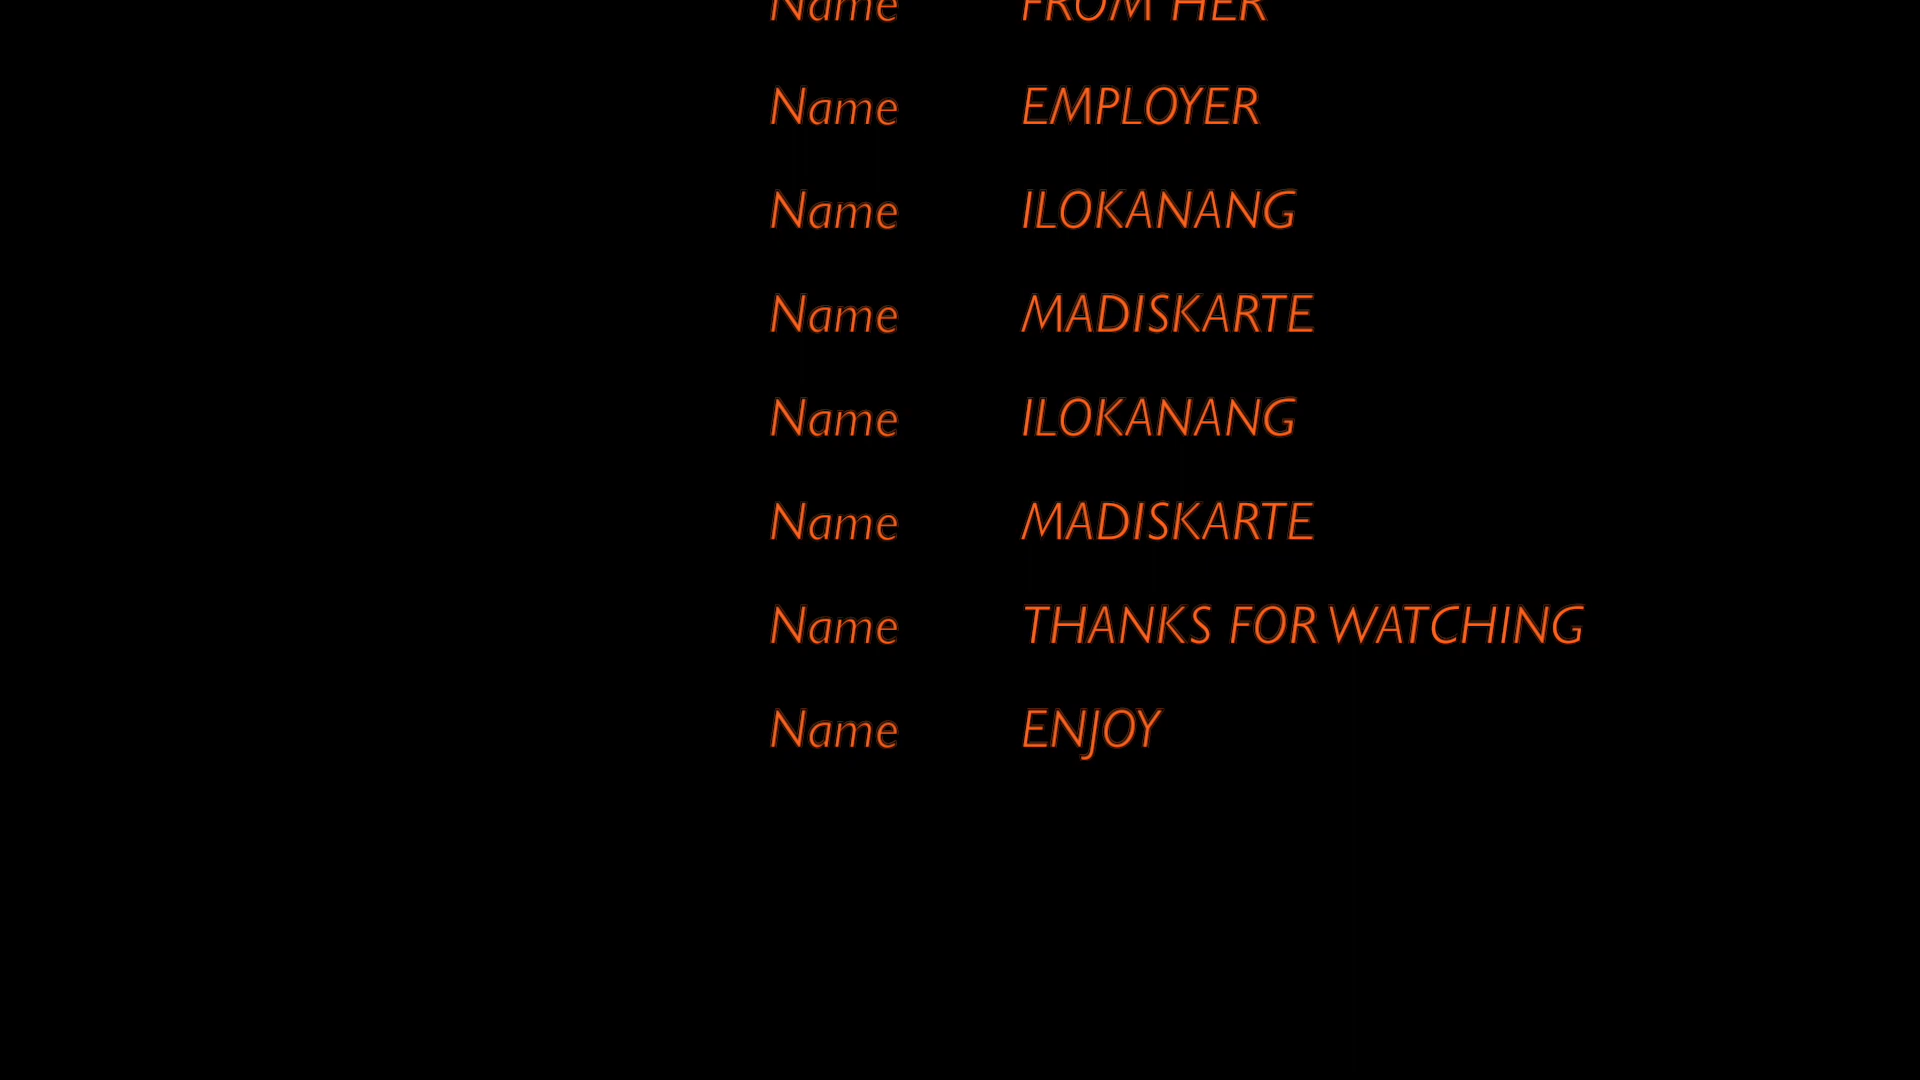 Name FROM HER
Name EMPLOYER
Name ILOKANANG
Name MADISKARTE
Name ILOKANANG
Name MADISKARTE
Name THANKS FOR WATCHING
Name ENJOY